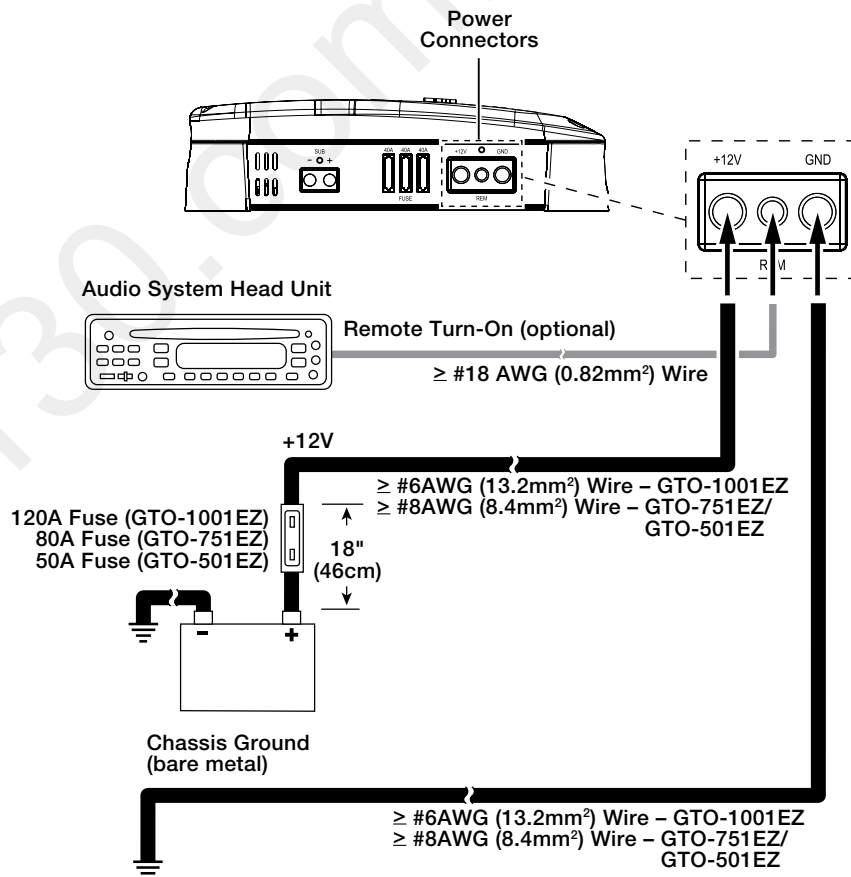 Power
Connectors
SUB
- +
40A 40A 40A
FUSE
+12V GND
REM
+12V GND
Audio System Head Unit
Remote Turn-On (optional)
≥ #18 AWG (0.82mm²) Wire
+12V
≥ #6AWG (13.2mm²) Wire – GTO-1001EZ
≥ #8AWG (8.4mm²) Wire – GTO-751EZ/
GTO-501EZ
120A Fuse (GTO-1001EZ)
80A Fuse (GTO-751EZ)
50A Fuse (GTO-501EZ)
18"
(46cm)
- +
Chassis Ground
(bare metal)
≥ #6AWG (13.2mm²) Wire – GTO-1001EZ
≥ #8AWG (8.4mm²) Wire – GTO-751EZ/
GTO-501EZ